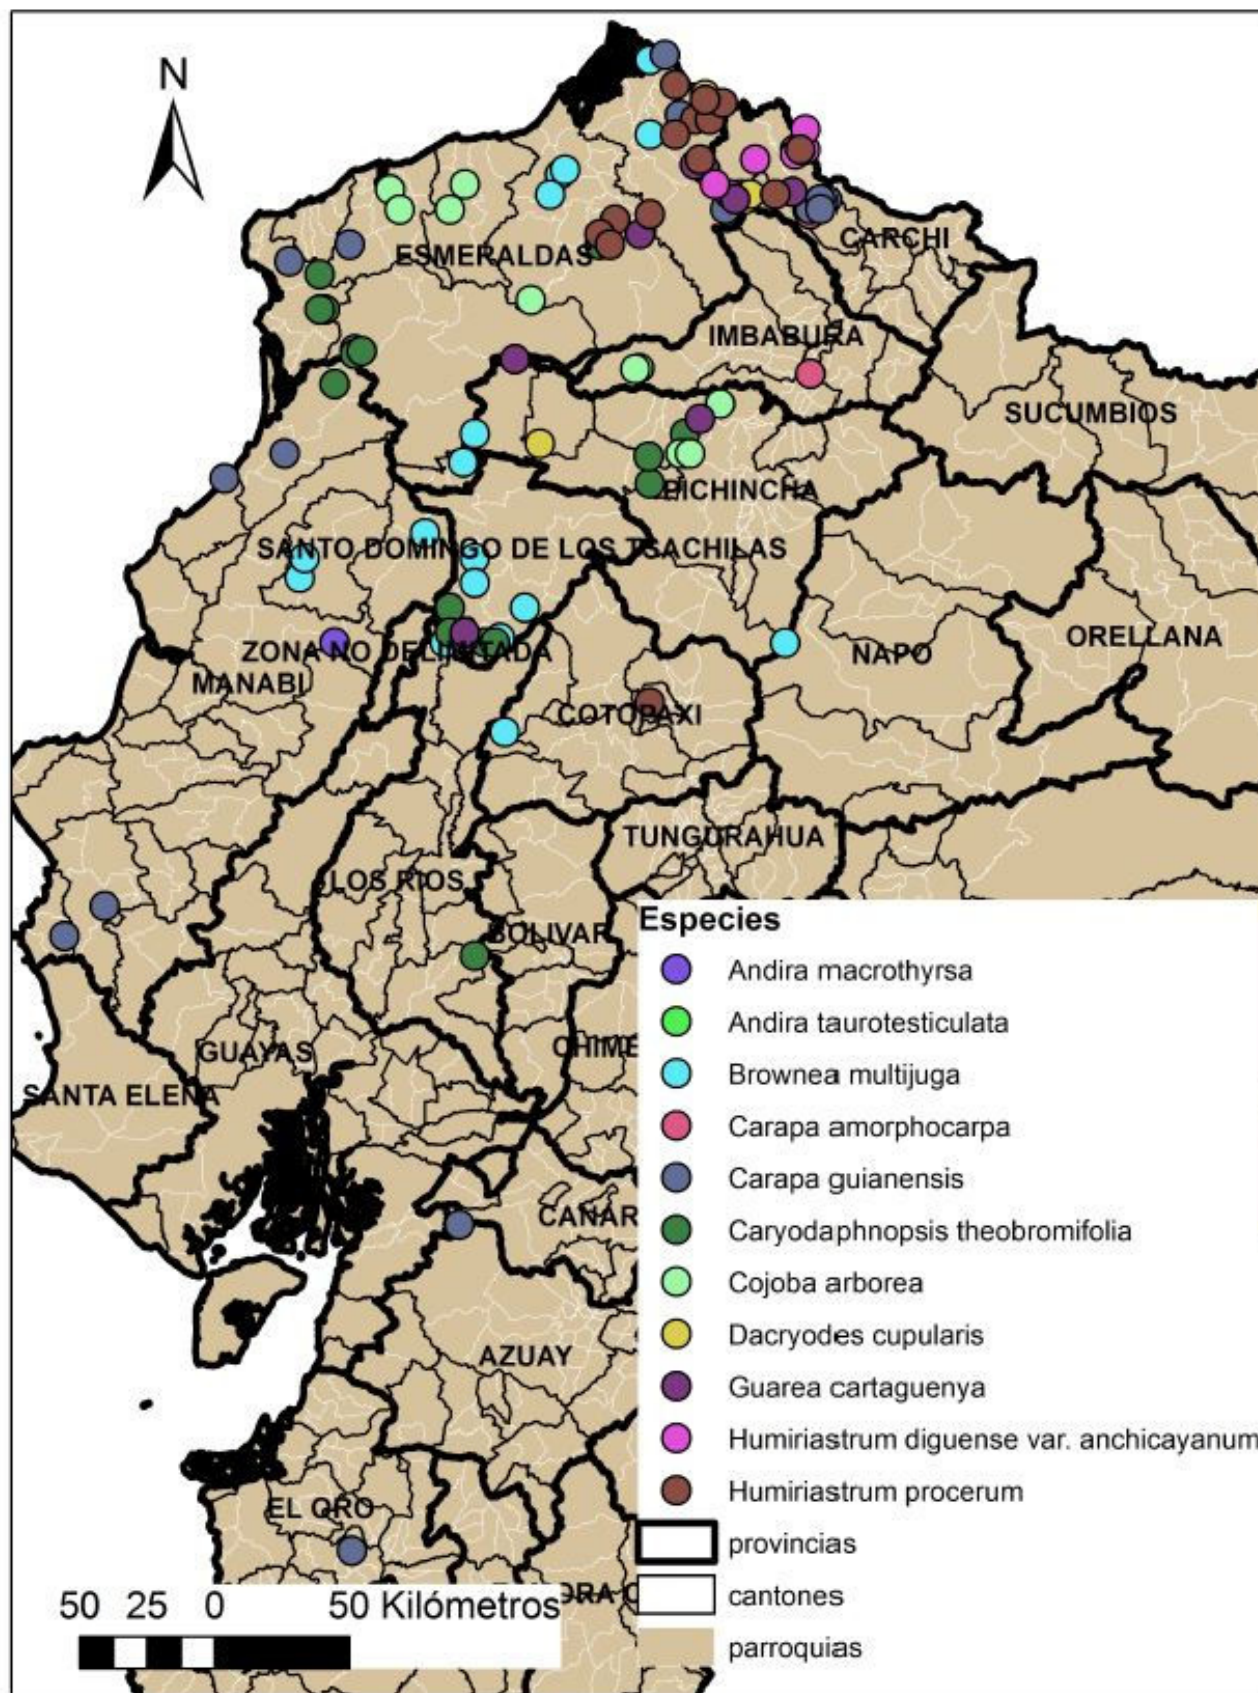 N
CARCHI
ESMERALDAS
IMBABURA
SUCUMBIOS
PICHINCHA
SANTO DOMINGO DE LOS TSACHILAS
ORELLANA
ZONA NO DELIMITADA
NAPO
MANABI
COTOPAXI
TUNGURAHUA
LOS RIOS
BOLIVAR
GUAYAS
CHIME
SANTA ELENA
CAÑAR
AZUAY
EL ORO
ORA C
Especies
Andira macrothyrsa
Andira taurotesticulata
Brownea multijuga
Carapa amorphocarpa
Carapa guianensis
Caryodaphnopsis theobromifolia
Cojoba arborea
Dacryodes cupularis
Guarea cartaguenya
Humiriastrum diguense var. anchicayanum
Humiriastrum procerum
provincias
cantones
parroquias
50 25 0 50 Kilómetros